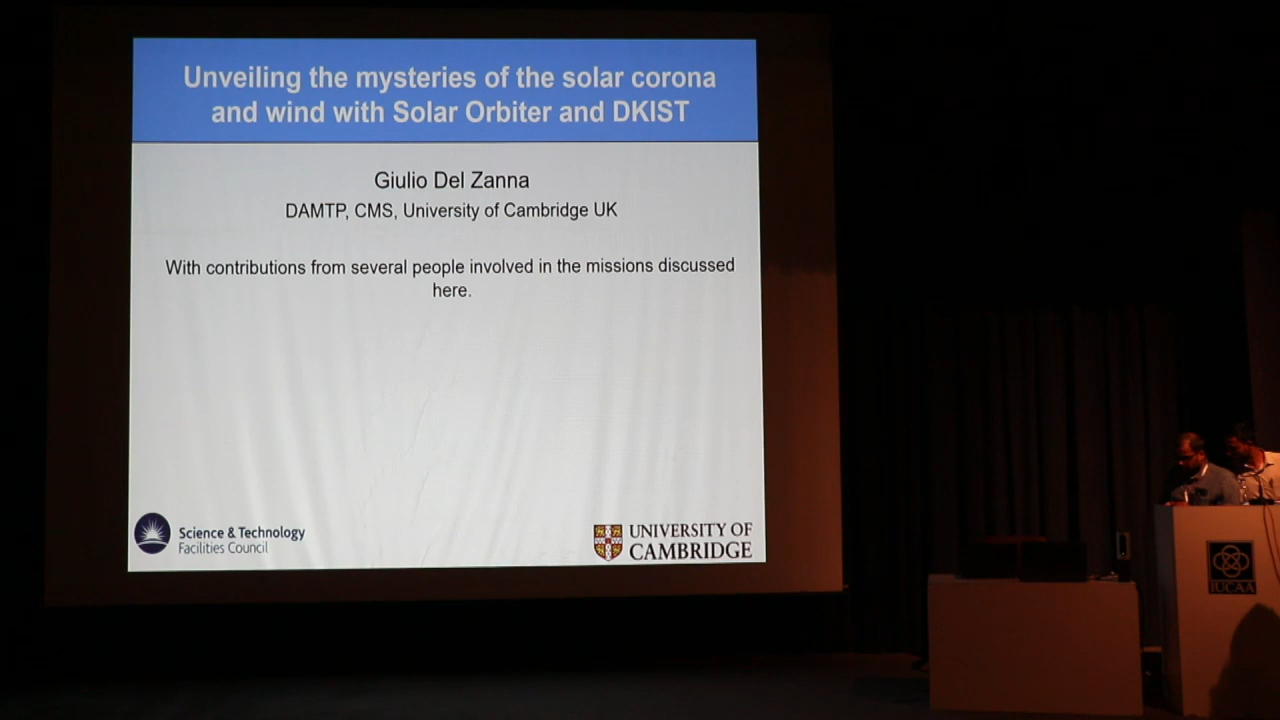 Unveiling the mysteries of the solar corona
and wind with Solar Orbiter and DKIST
Giulio Del Zanna
DAMTP, CMS, University of Cambridge UK
With contributions from several people involved in the missions discussed
here.
Science & Technology
Facilities Council
UNIVERSITY OF
CAMBRIDGE
IUCAA